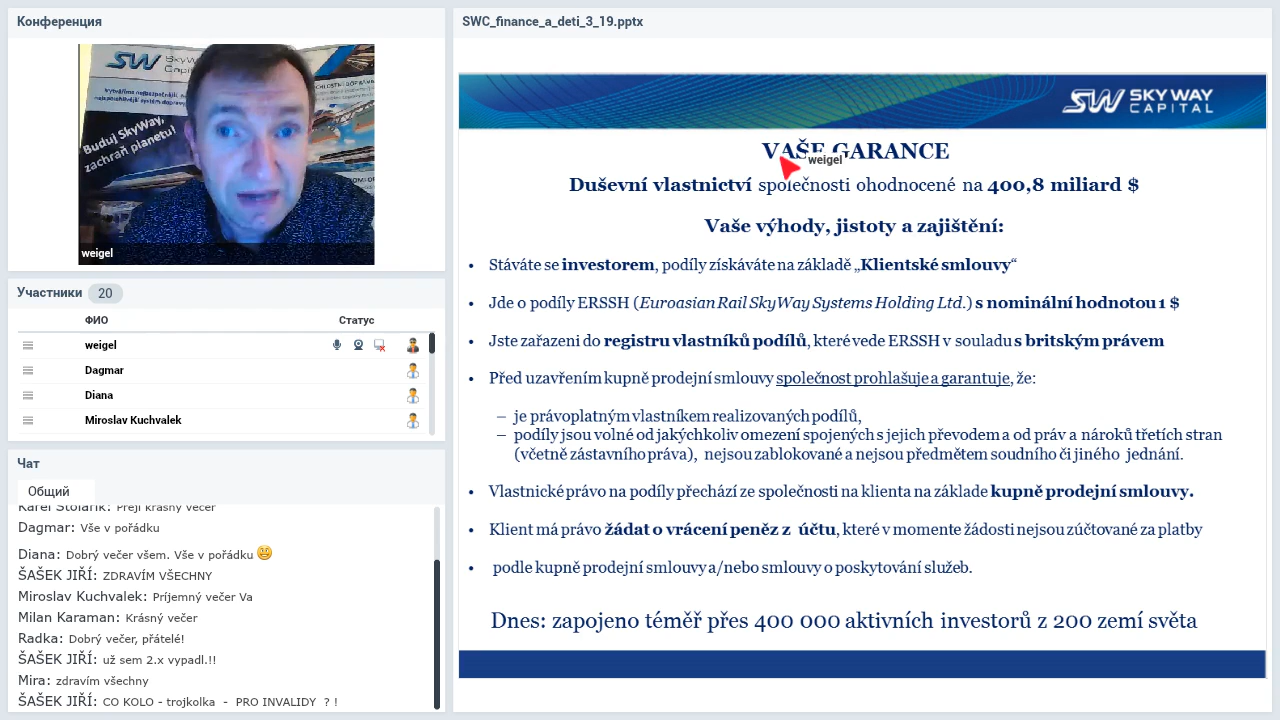 Конференция
SW SKYWAY
Buduj SkyWay,
zachraň planetu!
weigel
Участники 20
ФИО Статус
weigel
Dagmar
Diana
Miroslav Kuchvalek
Чат
Общий
Karel Stolařík: Přeji krásný večer
Dagmar: Vše v pořádku
Diana: Dobrý večer všem. Vše v pořádku
ŠAŠEK JIŘÍ: ZDRAVÍM VŠECHNY
Miroslav Kuchvalek: Príjemný večer Va
Milan Karaman: Krásný večer
Radka: Dobrý večer, přátelé!
ŠAŠEK JIŘÍ: už sem 2.x vypadl.!!
Mira: zdravím všechny
ŠAŠEK JIŘÍ: CO KOLO - trojkolka - PRO INVALIDY ? !
SWC_finance_a_deti_3_19.pptx
SW SKY WAY
CAPITAL
VAŠE GARANCE
weigel
Duševní vlastnictví společnosti ohodnocené na 400,8 miliard $
Vaše výhody, jistoty a zajištění:
• Stáváte se investorem, podíly získáváte na základě „Klientské smlouvy“
• Jde o podíly ERSSH (Euroasian Rail SkyWay Systems Holding Ltd.) s nominální hodnotou 1 $
• Jste zařazeni do registru vlastníků podílů, které vede ERSSH v souladu s britským právem
• Před uzavřením kupně prodejní smlouvy společnost prohlašuje a garantuje, že:
– je právoplatným vlastníkem realizovaných podílů,
– podíly jsou volné od jakýchkoliv omezení spojených s jejich převodem a od práv a nároků třetích stran
(včetně zástavního práva), nejsou zablokované a nejsou předmětem soudního či jiného jednání.
• Vlastnické právo na podíly přechází ze společnosti na klienta na základe kupně prodejní smlouvy.
• Klient má právo žádat o vrácení peněz z účtu, které v momente žádosti nejsou zúčtované za platby
• podle kupně prodejní smlouvy a/nebo smlouvy o poskytování služeb.
Dnes: zapojeno téměř přes 400 000 aktivních investorů z 200 zemí světa